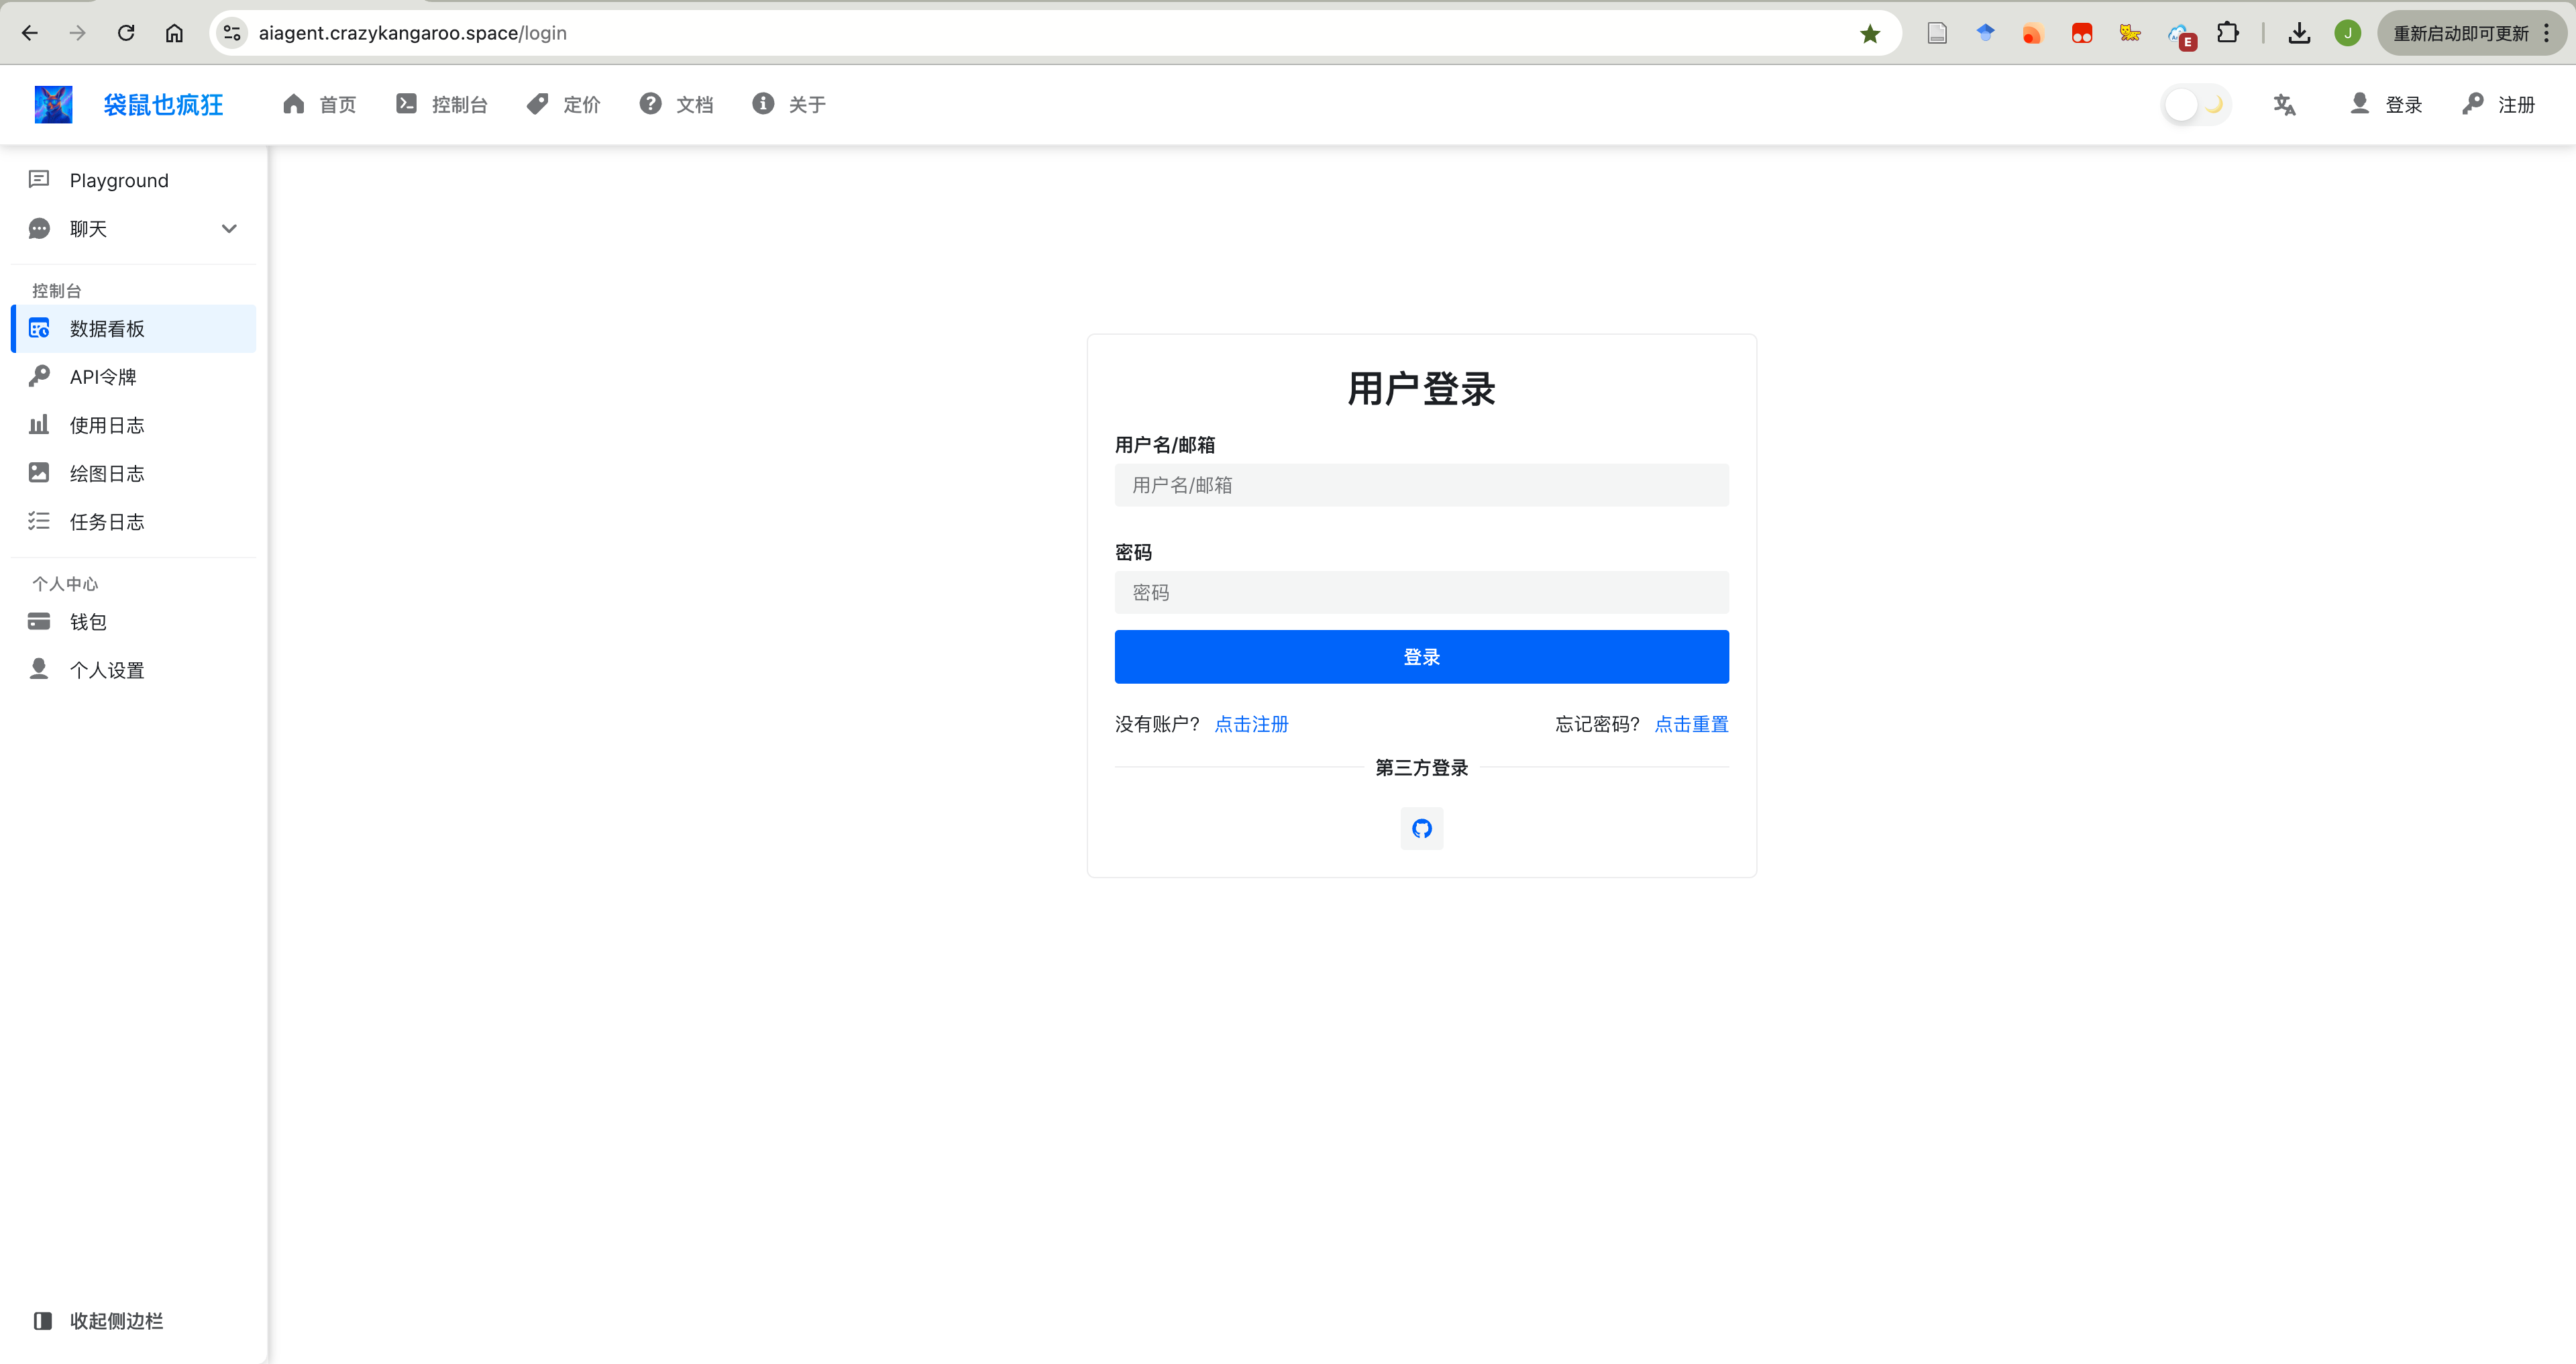 aiagent.crazykangaroo.space/login
E
J
重新启动即可更新
袋鼠也疯狂
首页
控制台
定价
文档
关于
登录
注册
Playground
聊天
控制台
数据看板
API令牌
使用日志
绘图日志
任务日志
个人中心
钱包
个人设置
收起侧边栏
用户登录
用户名/邮箱
用户名/邮箱
密码
密码
登录
没有账户? 点击注册 忘记密码? 点击重置
第三方登录